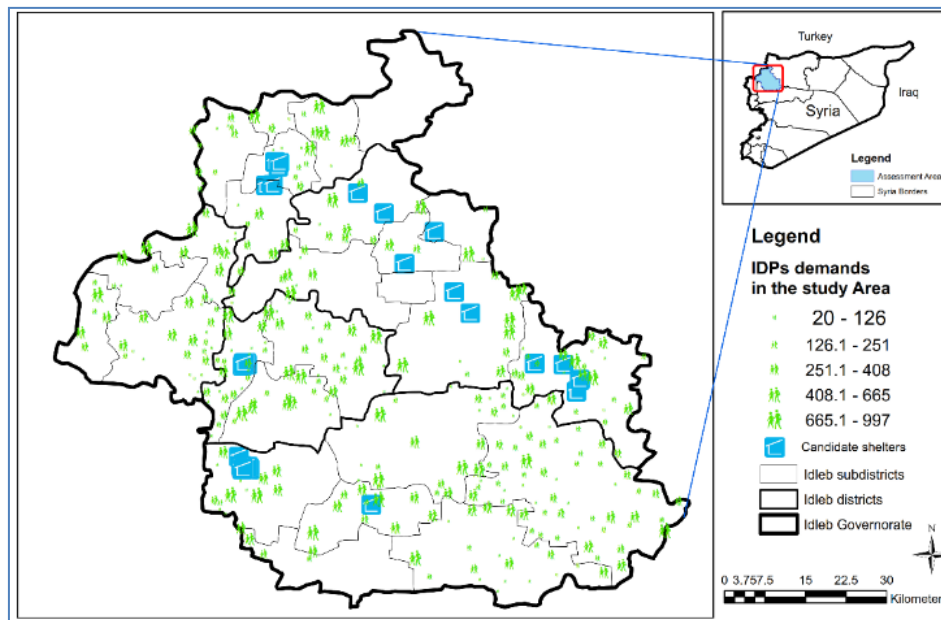 Turkey
Iraq
Syria
Legend
Assessment Area
Syria Borders
Legend
IDPs demands
in the study Area
20 - 126
126.1 - 251
251.1 - 408
408.1 - 665
665.1 - 997
Candidate shelters
Idleb subdistricts
Idleb districts
Idleb Governorate
N
0 3.757.5 15 22.5 30
Kilometer